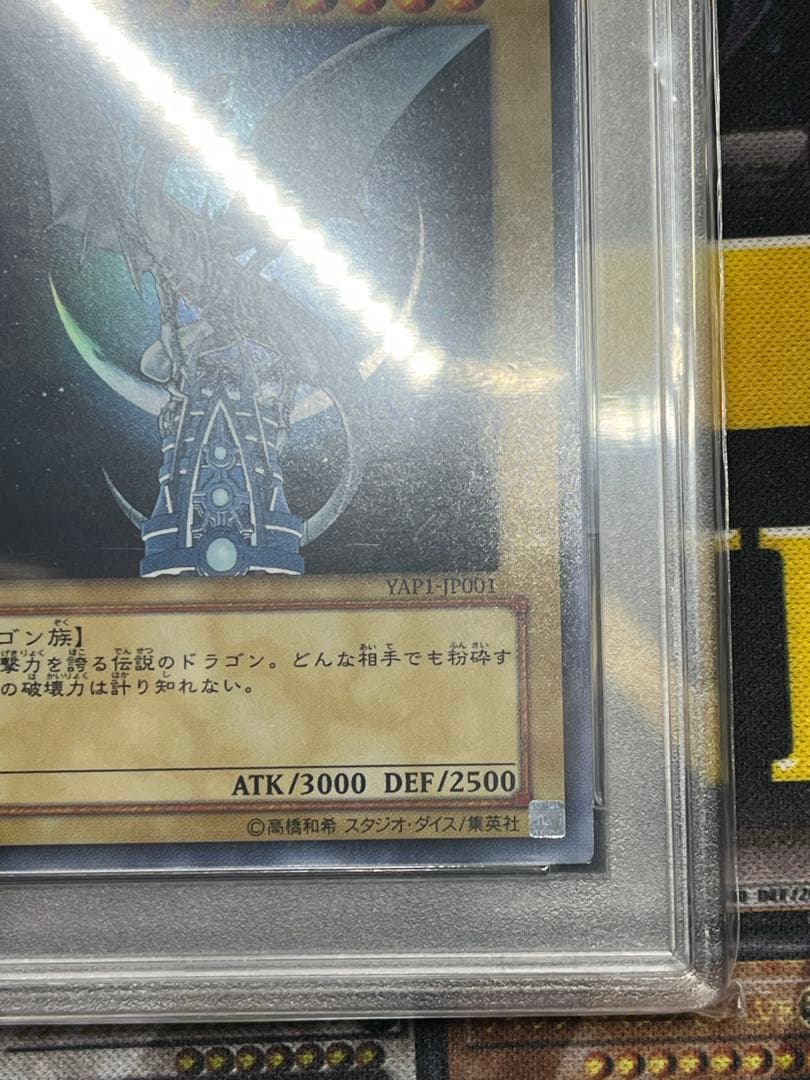 YAP1-JP001
ゴン族】
撃力を誇る伝説のドラゴン。どんな相手でも粉砕す
の破壊力は計り知れない。
ATK/3000 DEF/2500
©高橋和希 スタジオ・ダイス/集英社